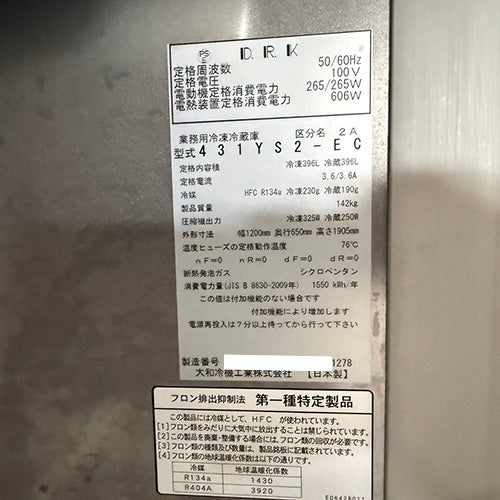 PS E D.R.K
定格周波数 50/60Hz
定格電圧 100V
電動機定格消費電力 265/265W
電熱装置定格消費電力 606W
業務用冷凍冷蔵庫 区分名 2A
型式 431YS2-EC
定格内容積 冷凍396L 冷蔵396L
定格電流 3.6/3.6A
冷媒 HFC R134a 冷凍230g 冷蔵190g
製品質量 142kg
圧縮機出力 冷凍325W 冷蔵250W
外形寸法 幅1200mm 奥行650mm 高さ1905mm
温度ヒューズの定格動作温度 76℃
nF=0 nR=0 dF=0 dR=0
断熱発泡ガス シクロペンタン
消費電力量(JIS B 8630-2009年) 1550 kWh/年
この値は付加機能のない場合です
付加機能により増加します
電源再投入は7分以上待ってから行って下さい
製造番号 1278
大和冷機工業株式会社 【日本製】
フロン排出抑制法 第一種特定製品
この製品には冷媒として、HFC が使われています。
[1]フロン類をみだりに大気中に放出することは禁じられています。
[2]この製品を廃棄・整備する場合には、フロン類の回収が必要です。
[3]フロン類の種類及び数量は、製品銘板に記載されています。
[4]フロン類の地球温暖化係数は以下の通りです。
冷媒 地球温暖化係数
R134a 1430
R404A 3920
E06428011